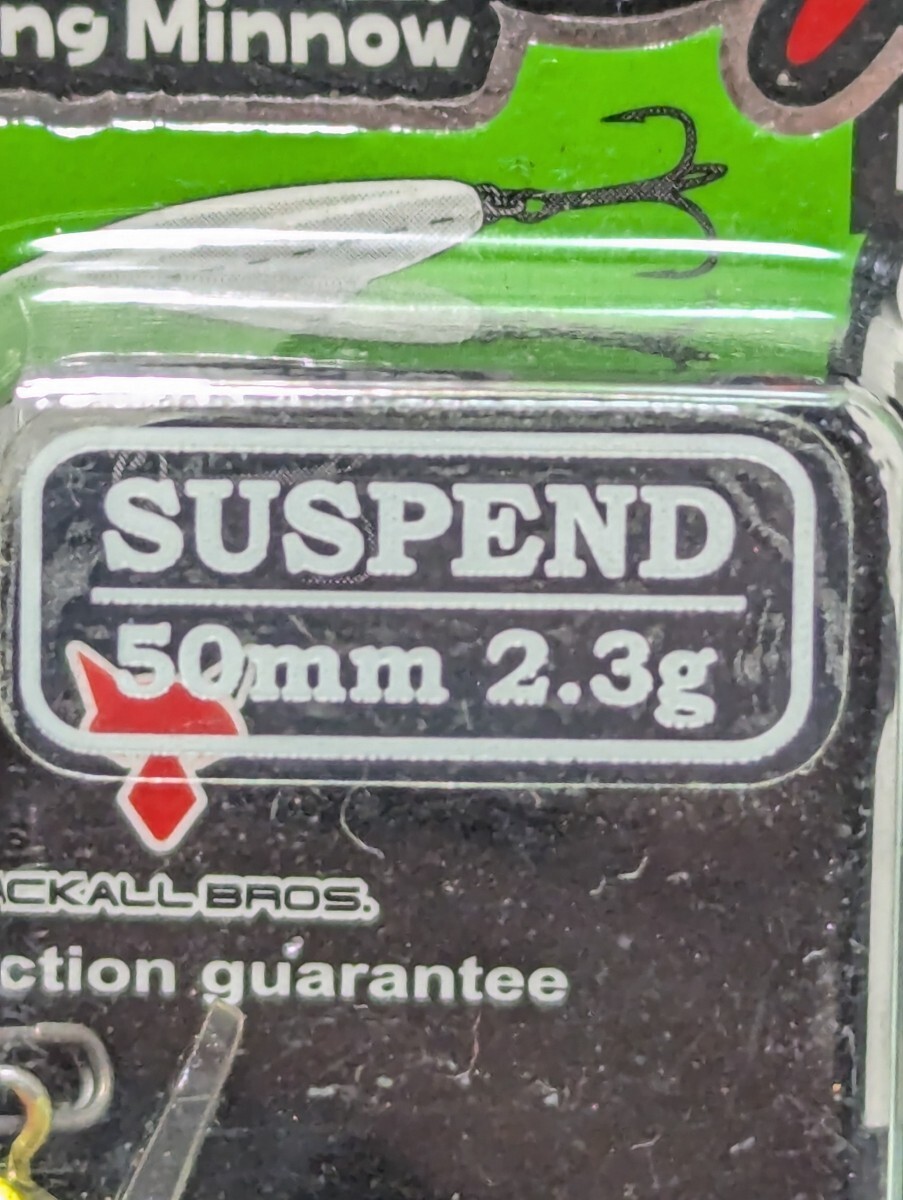 ng Minnow
SUSPEND
50mm 2.3g
ACKALL BROS.
ction guarantee